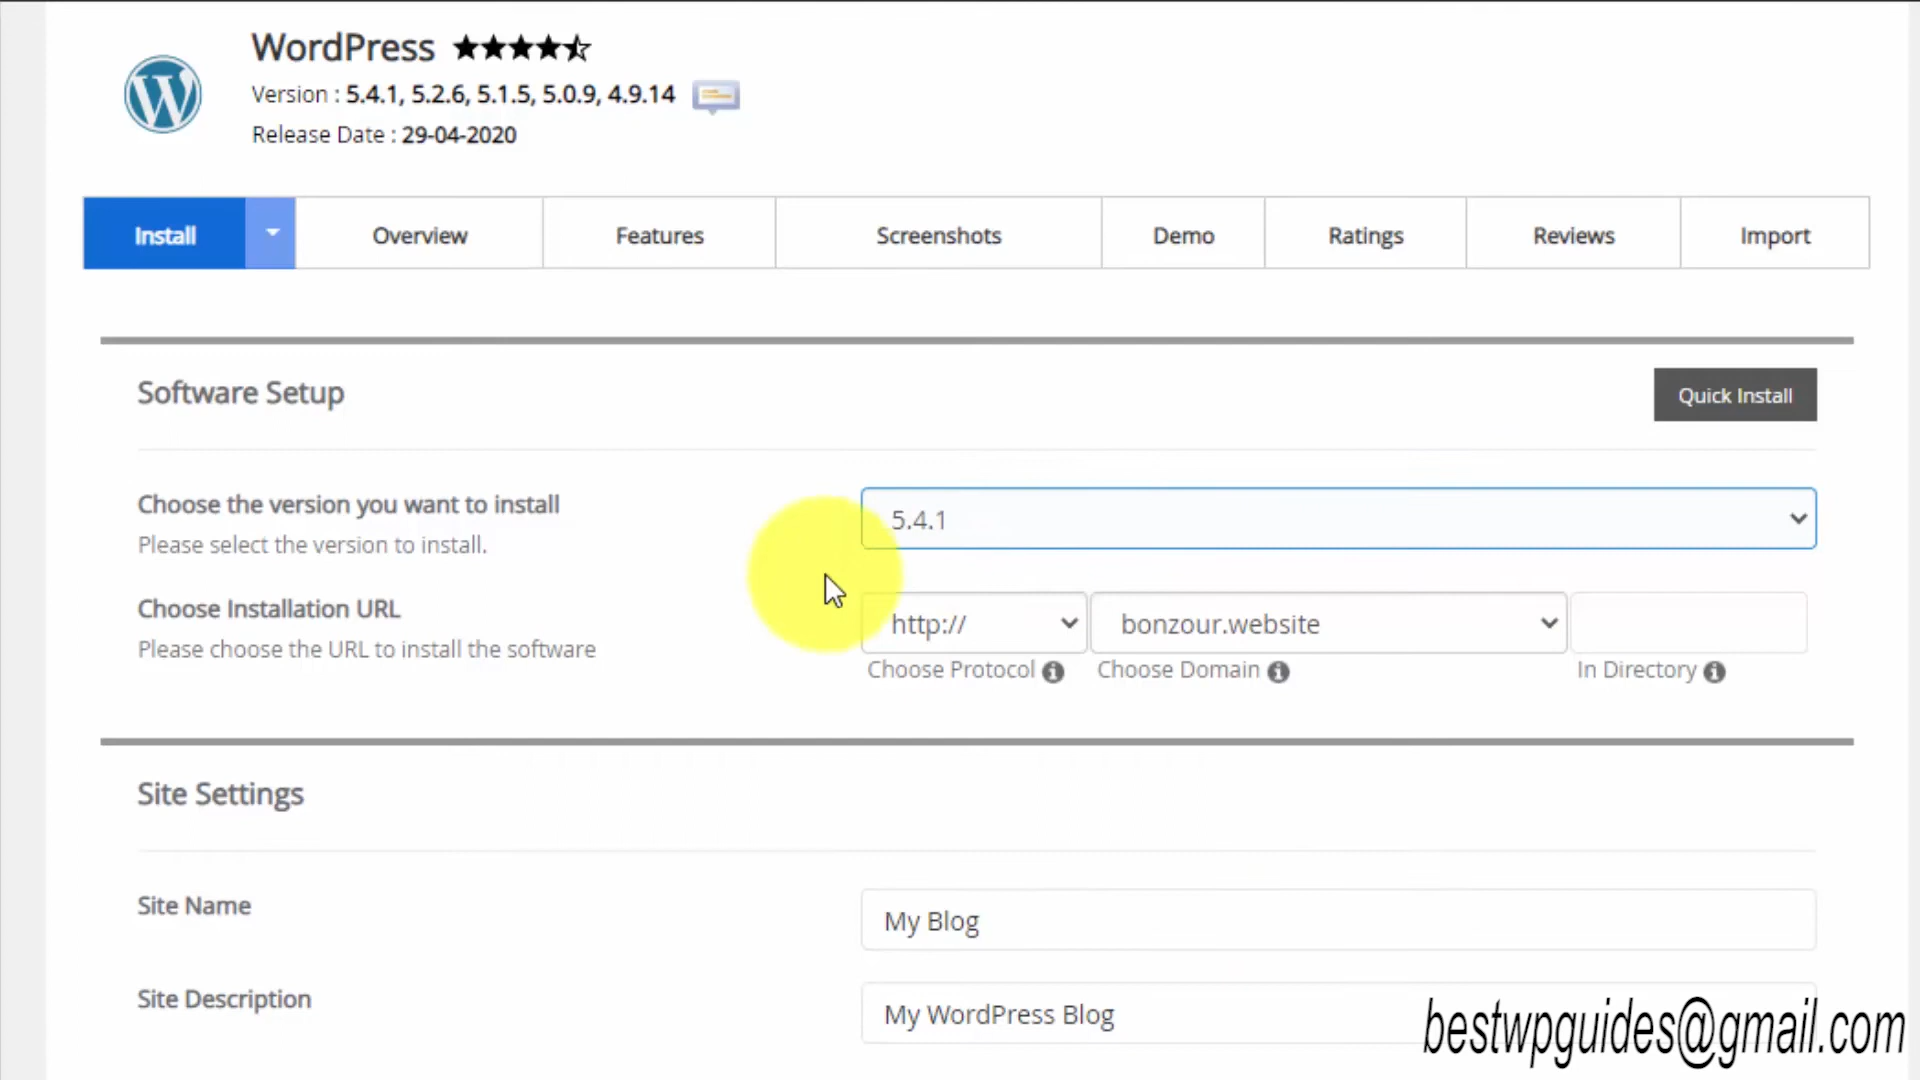 WordPress
Version : 5.4.1, 5.2.6, 5.1.5, 5.0.9, 4.9.14
Release Date : 29-04-2020
Install
Overview
Features
Screenshots
Demo
Ratings
Reviews
Import
Software Setup
Quick Install
Choose the version you want to install
Please select the version to install.
5.4.1
Choose Installation URL
Please choose the URL to install the software
http://
bonzour.website
Choose Protocol
Choose Domain
In Directory
Site Settings
Site Name
My Blog
Site Description
My WordPress Blog
bestwpguides@gmail.com